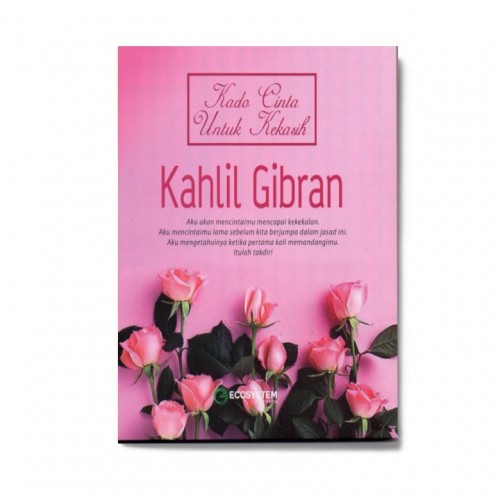 Kado Cinta
Untuk Kekasih
Kahlil Gibran
Aku akan mencintaimu mencapai kekekalan.
Aku mencintaimu lama sebelum kita berjumpa dalam jasad ini.
Aku mengetahuinya ketika pertama kali memandangimu.
Itulah takdir!
ECOSYSTEM